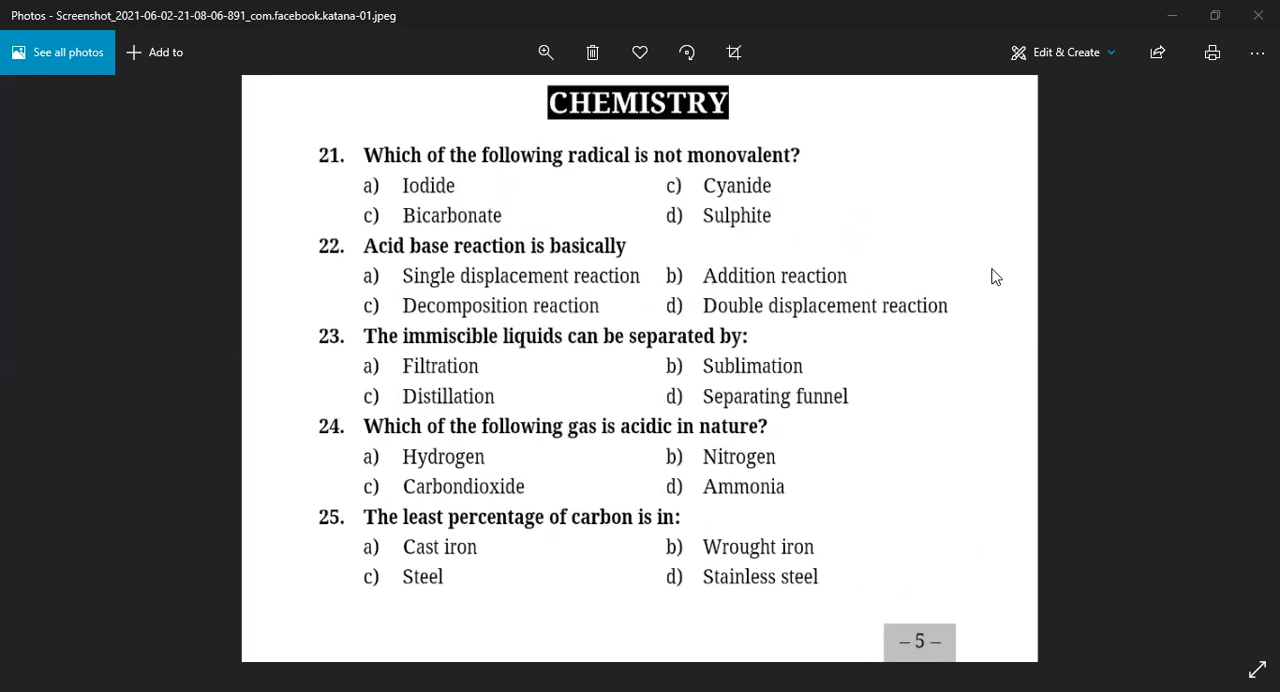 Photos - Screenshot_2021-06-02-21-08-06-891_com.facebook.katana-01.jpeg
See all photos Add to Edit & Create
CHEMISTRY
21. Which of the following radical is not monovalent?
a) Iodide c) Cyanide
c) Bicarbonate d) Sulphite
22. Acid base reaction is basically
a) Single displacement reaction b) Addition reaction
c) Decomposition reaction d) Double displacement reaction
23. The immiscible liquids can be separated by:
a) Filtration b) Sublimation
c) Distillation d) Separating funnel
24. Which of the following gas is acidic in nature?
a) Hydrogen b) Nitrogen
c) Carbondioxide d) Ammonia
25. The least percentage of carbon is in:
a) Cast iron b) Wrought iron
c) Steel d) Stainless steel
– 5 –